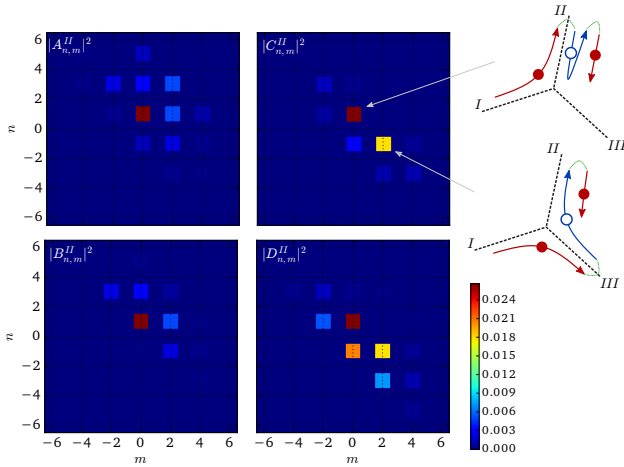 |A^{II}_{n,m}|^2
|C^{II}_{n,m}|^2
6
4
2
0
−2
−4
−6
n
m
m
II
I
III
|B^{II}_{n,m}|^2
|D^{II}_{n,m}|^2
6
4
2
0
−2
−4
−6
n
−6 −4 −2 0 2 4 6
m
−6 −4 −2 0 2 4 6
m
II
I
III
0.024
0.021
0.018
0.015
0.012
0.009
0.006
0.003
0.000